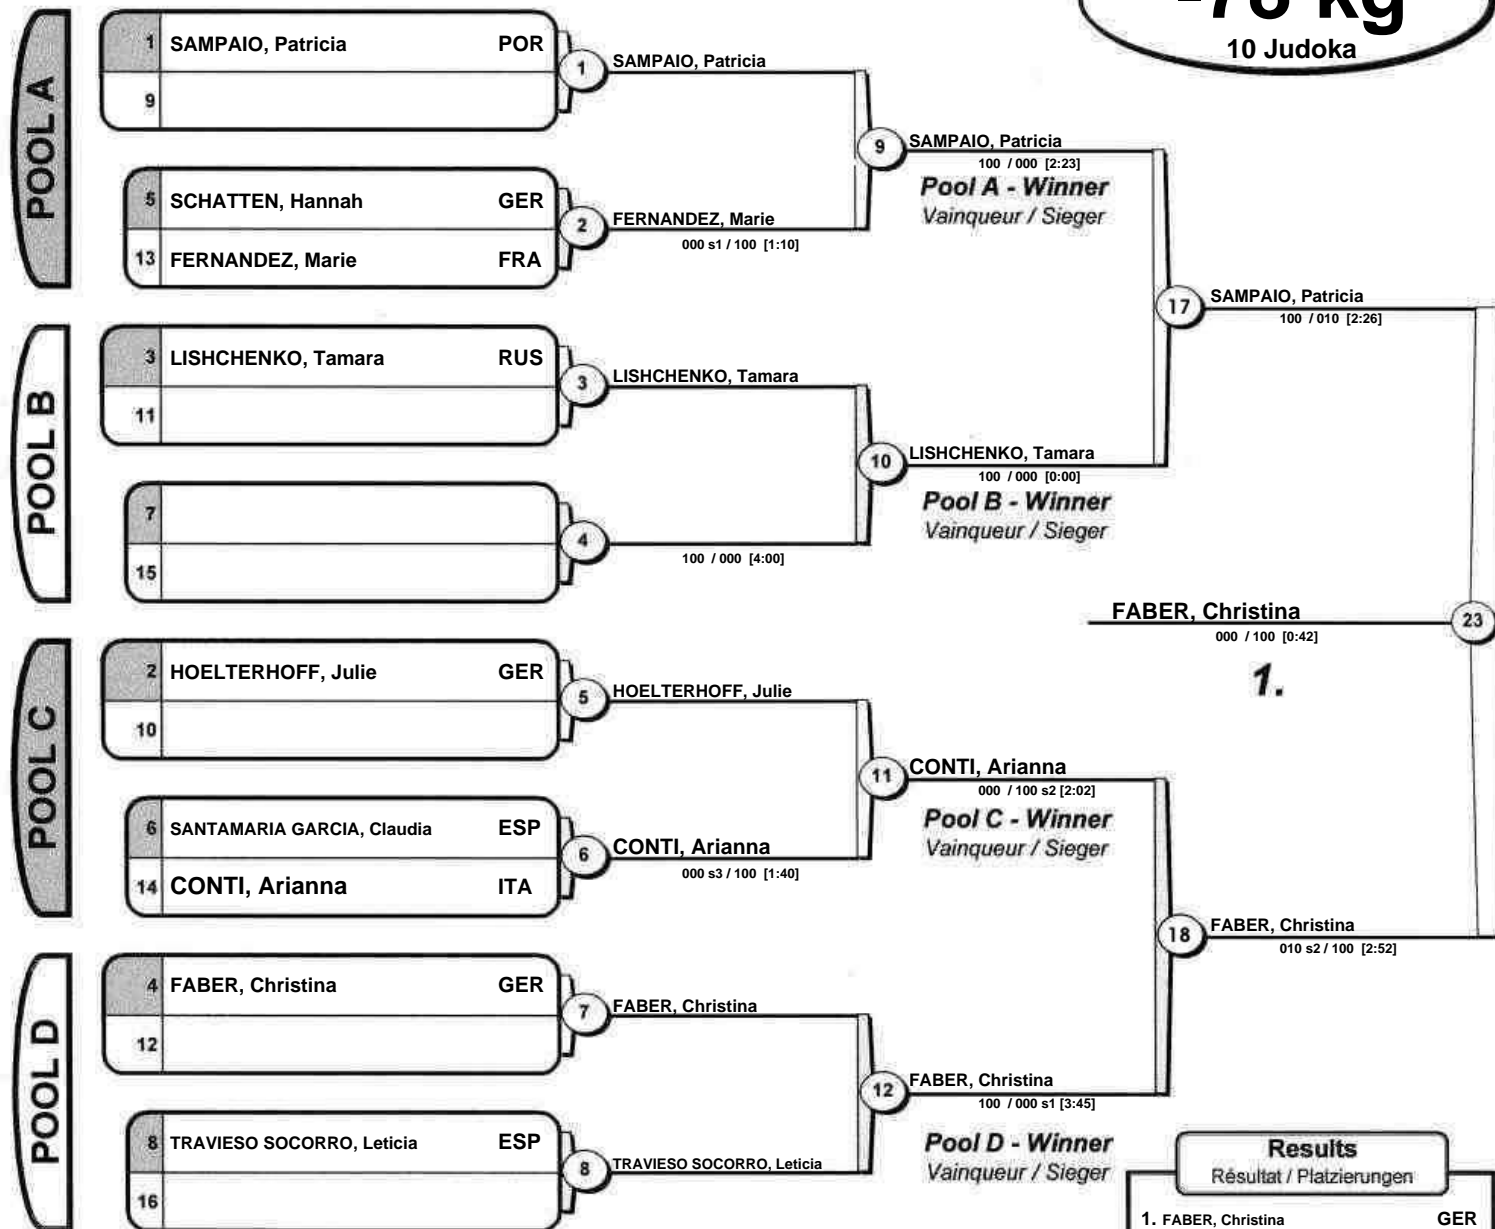 -78 kg
10 Judoka
POOL A
1 SAMPAIO, Patricia POR
9
5 SCHATTEN, Hannah GER
13 FERNANDEZ, Marie FRA
1 SAMPAIO, Patricia
2 FERNANDEZ, Marie
000 s1 / 100 [1:10]
9 SAMPAIO, Patricia
100 / 000 [2:23]
Pool A - Winner
Vainqueur / Sieger
POOL B
3 LISHCHENKO, Tamara RUS
11
7
15
3 LISHCHENKO, Tamara
4
100 / 000 [4:00]
10 LISHCHENKO, Tamara
100 / 000 [0:00]
Pool B - Winner
Vainqueur / Sieger
17 SAMPAIO, Patricia
100 / 010 [2:26]
FABER, Christina 23
000 / 100 [0:42]
1.
POOL C
2 HOELTERHOFF, Julie GER
10
6 SANTAMARIA GARCIA, Claudia ESP
14 CONTI, Arianna ITA
5 HOELTERHOFF, Julie
6 CONTI, Arianna
000 s3 / 100 [1:40]
11 CONTI, Arianna
000 / 100 s2 [2:02]
Pool C - Winner
Vainqueur / Sieger
POOL D
4 FABER, Christina GER
12
8 TRAVIESO SOCORRO, Leticia ESP
16
7 FABER, Christina
8 TRAVIESO SOCORRO, Leticia
12 FABER, Christina
100 / 000 s1 [3:45]
Pool D - Winner
Vainqueur / Sieger
18 FABER, Christina
010 s2 / 100 [2:52]
Results
Résultat / Platzierungen
1. FABER, Christina GER